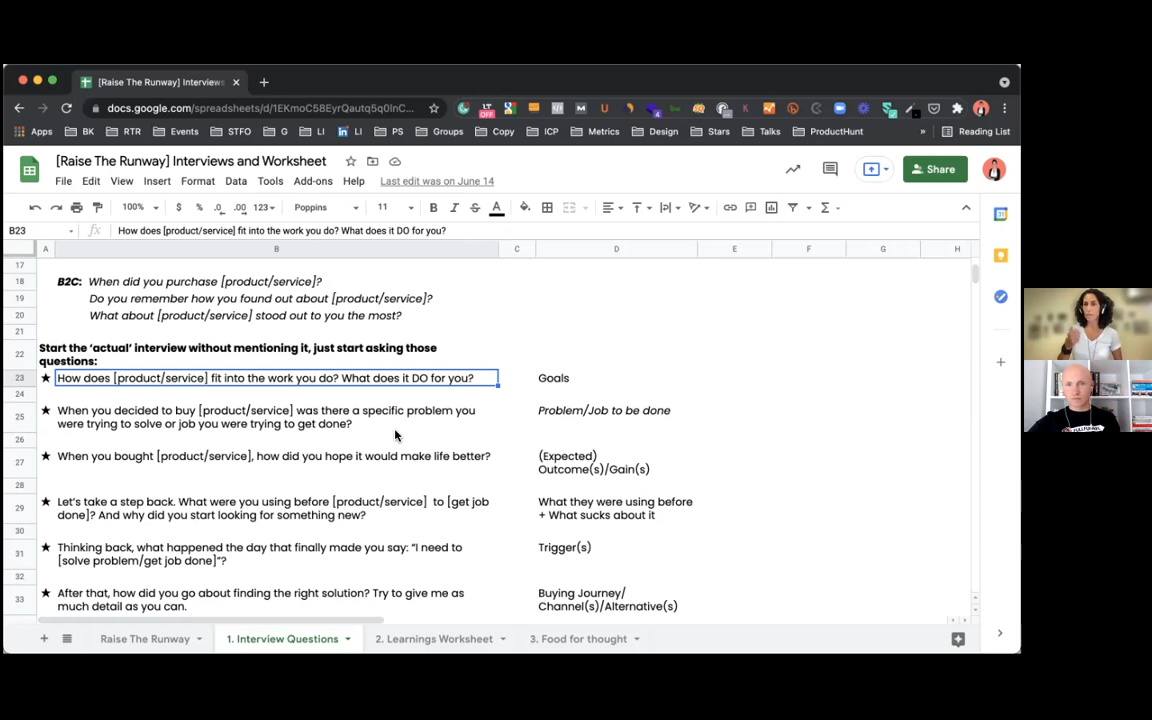 [Raise The Runway] Interviews
docs.google.com/spreadsheets/d/1EKmoC58EyrQautq5q0lnC...
Apps BK RTR Events STFO G LI LI PS Groups Copy ICP Metrics Design Stars Talks ProductHunt » Reading List
[Raise The Runway] Interviews and Worksheet
File Edit View Insert Format Data Tools Add-ons Help Last edit was on June 14
Share
100% $ % .0 .00 123 Poppins 11 B I S A
B23 fx How does [product/service] fit into the work you do? What does it DO for you?
A B C D E F G H
17
18 B2C: When did you purchase [product/service]?
19 Do you remember how you found out about [product/service]?
20 What about [product/service] stood out to you the most?
21
22 Start the ‘actual’ interview without mentioning it, just start asking those
questions:
23 ★ How does [product/service] fit into the work you do? What does it DO for you? Goals
24
25 ★ When you decided to buy [product/service] was there a specific problem you
were trying to solve or job you were trying to get done? Problem/Job to be done
26
27 ★ When you bought [product/service], how did you hope it would make life better? (Expected)
Outcome(s)/Gain(s)
28
29 ★ Let’s take a step back. What were you using before [product/service] to [get job
done]? And why did you start looking for something new? What they were using before
+ What sucks about it
30
31 ★ Thinking back, what happened the day that finally made you say: “I need to
[solve problem/get job done]”? Trigger(s)
32
33 ★ After that, how did you go about finding the right solution? Try to give me as
much detail as you can. Buying Journey/
Channel(s)/Alternative(s)
Raise The Runway 1. Interview Questions 2. Learnings Worksheet 3. Food for thought